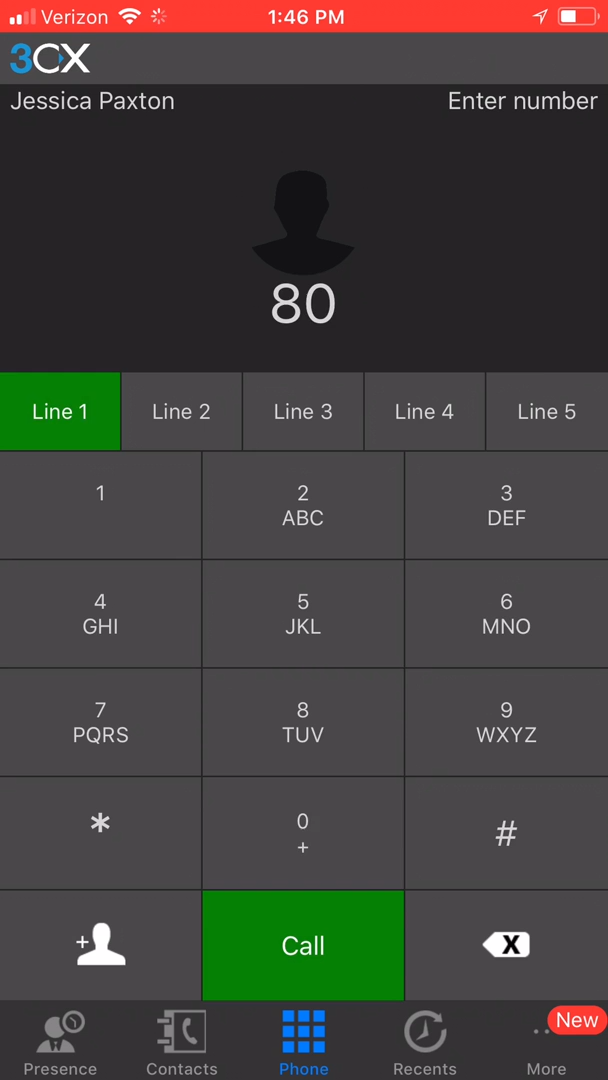 Verizon 1:46 PM
3CX
Jessica Paxton Enter number
80
Line 1 Line 2 Line 3 Line 4 Line 5
1 2 3
ABC DEF
4 5 6
GHI JKL MNO
7 8 9
PQRS TUV WXYZ
* 0 #
+
+ Call X
New
Presence Contacts Phone Recents More